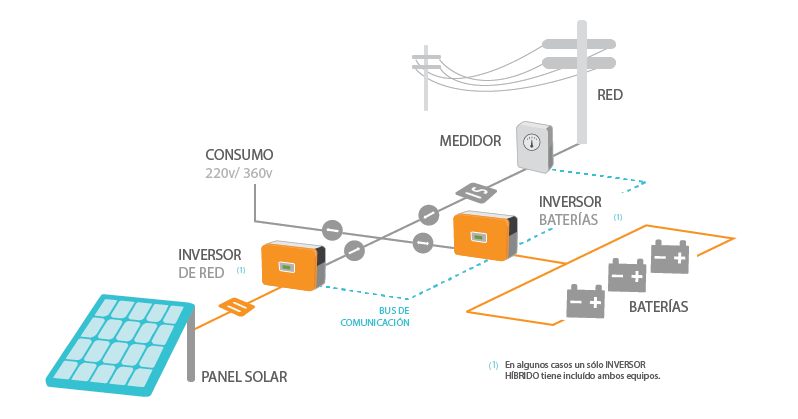 RED
MEDIDOR
CONSUMO
220v/ 360v
INVERSOR
BATERÍAS (1)
INVERSOR
DE RED (1)
BUS DE
COMUNICACIÓN
BATERÍAS
PANEL SOLAR
(1) En algunos casos un sólo INVERSOR
HÍBRIDO tiene incluído ambos equipos.